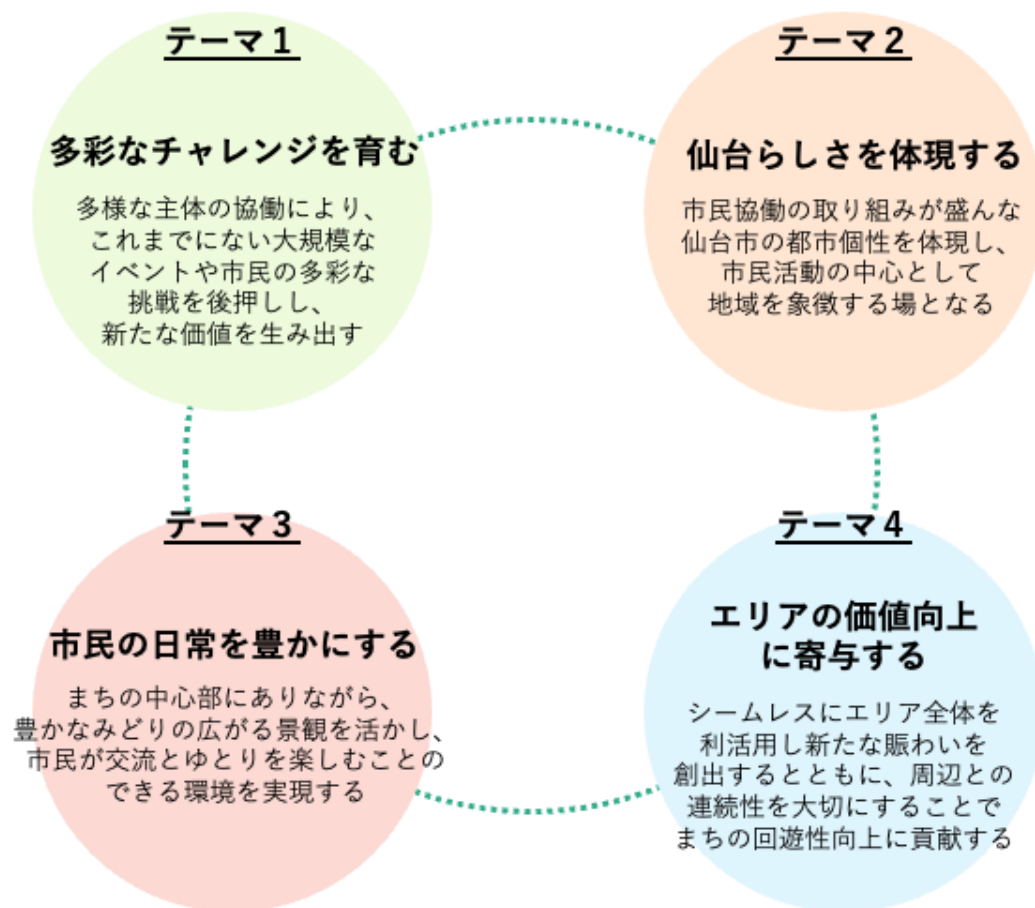 テーマ１
多彩なチャレンジを育む
多様な主体の協働により、
これまでにない大規模な
イベントや市民の多彩な
挑戦を後押しし、
新たな価値を生み出す
テーマ２
仙台らしさを体現する
市民協働の取り組みが盛んな
仙台市の都市個性を体現し、
市民活動の中心として
地域を象徴する場となる
テーマ３
市民の日常を豊かにする
まちの中心部にありながら、
豊かなみどりの広がる景観を活かし、
市民が交流とゆとりを楽しむことの
できる環境を実現する
テーマ４
エリアの価値向上
に寄与する
シームレスにエリア全体を
利活用し新たな賑わいを
創出するとともに、周辺との
連続性を大切にすることで
まちの回遊性向上に貢献する